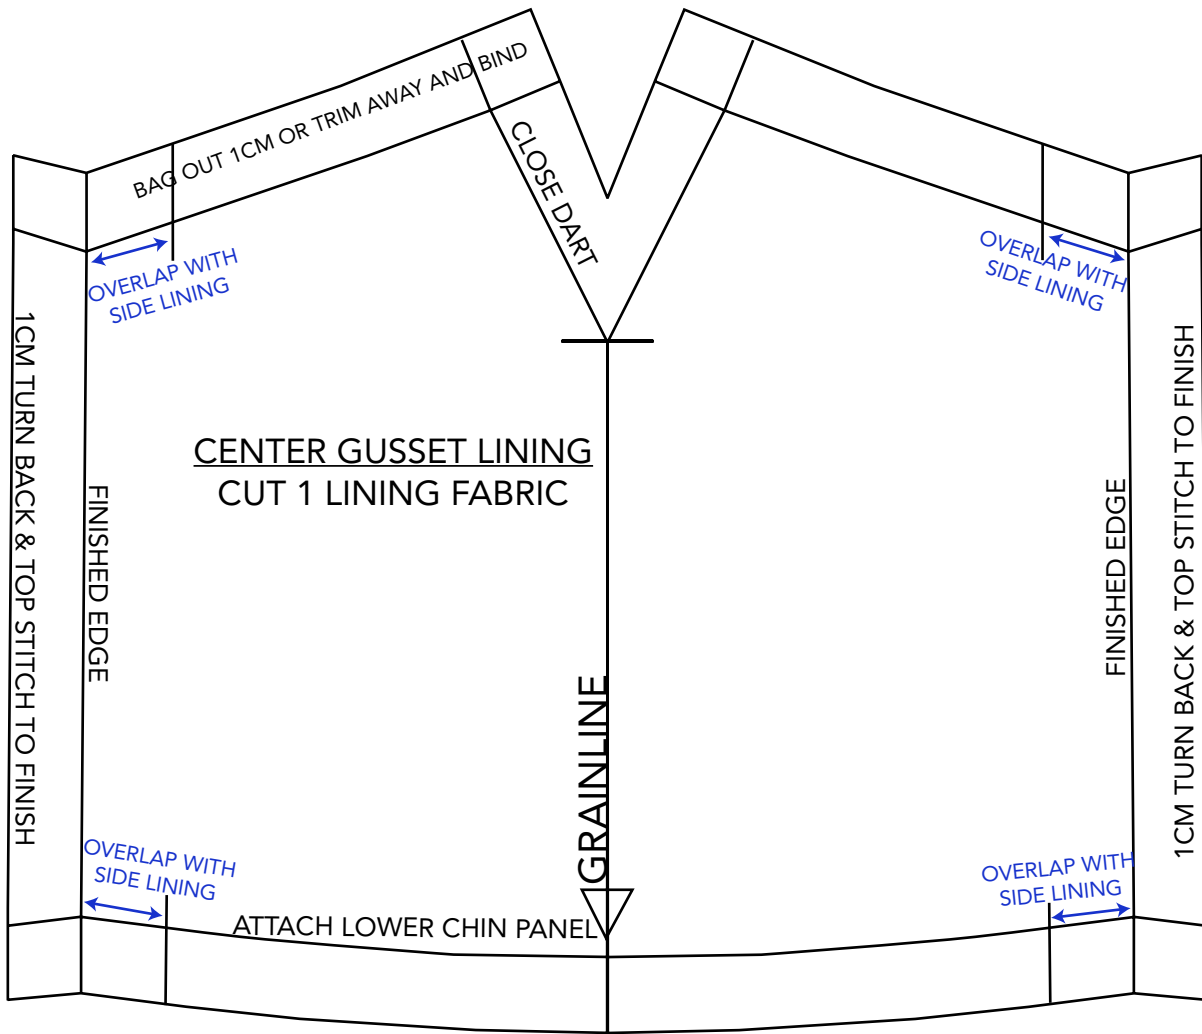 BAG OUT 1CM OR TRIM AWAY AND BIND
CLOSE DART
OVERLAP WITH
SIDE LINING
OVERLAP WITH
SIDE LINING
1CM TURN BACK & TOP STITCH TO FINISH
FINISHED EDGE
CENTER GUSSET LINING
CUT 1 LINING FABRIC
GRAINLINE
FINISHED EDGE
1CM TURN BACK & TOP STITCH TO FINISH
OVERLAP WITH
SIDE LINING
OVERLAP WITH
SIDE LINING
ATTACH LOWER CHIN PANEL